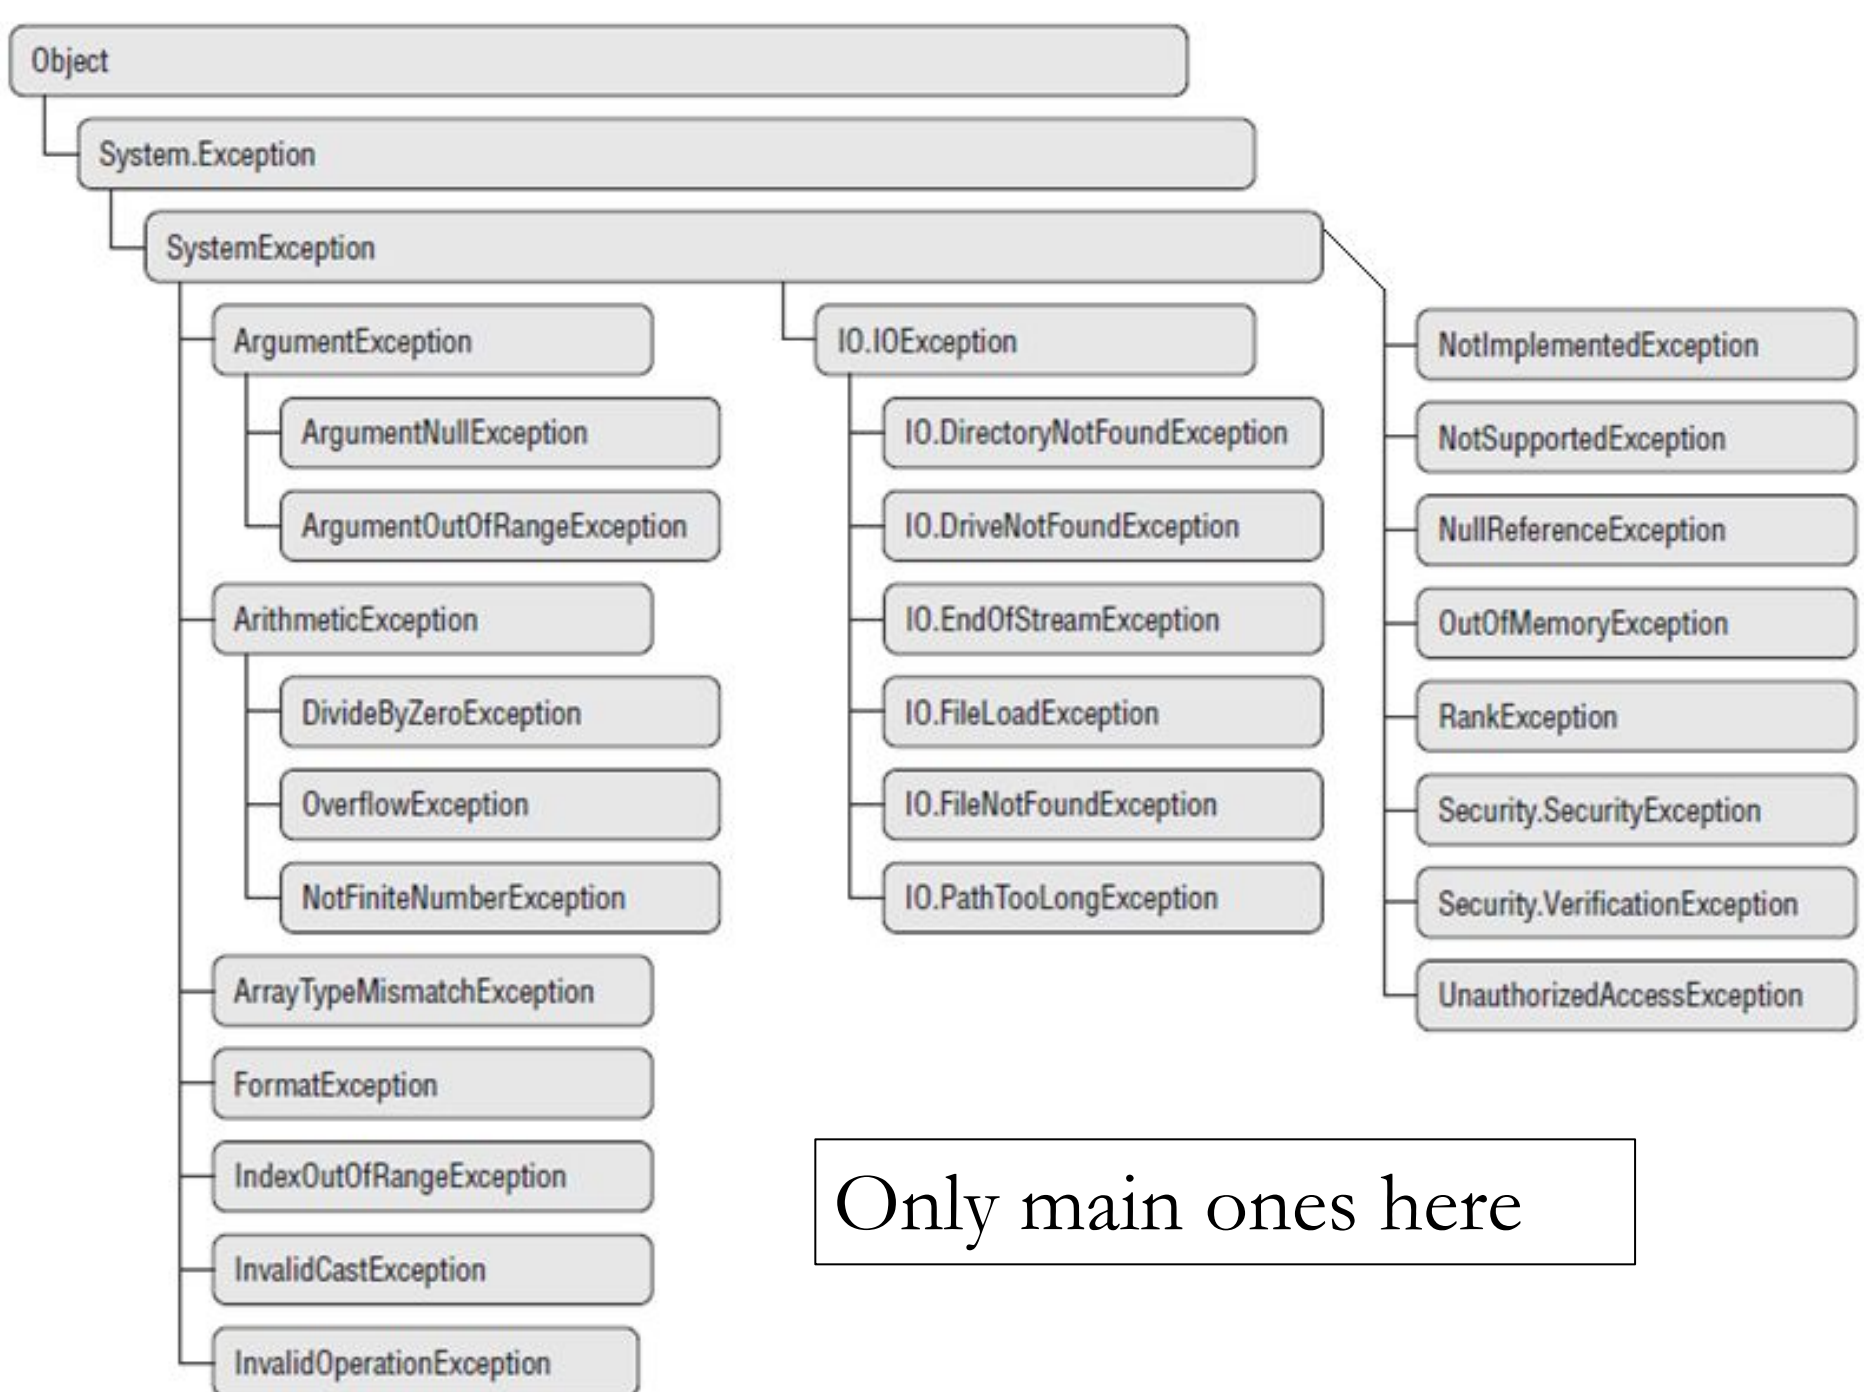 Object
System.Exception
SystemException
ArgumentException
ArgumentNullException
ArgumentOutOfRangeException
ArithmeticException
DivideByZeroException
OverflowException
NotFiniteNumberException
ArrayTypeMismatchException
FormatException
IndexOutOfRangeException
InvalidCastException
InvalidOperationException
IO.IOException
IO.DirectoryNotFoundException
IO.DriveNotFoundException
IO.EndOfStreamException
IO.FileLoadException
IO.FileNotFoundException
IO.PathTooLongException
NotImplementedException
NotSupportedException
NullReferenceException
OutOfMemoryException
RankException
Security.SecurityException
Security.VerificationException
UnauthorizedAccessException
Only main ones here